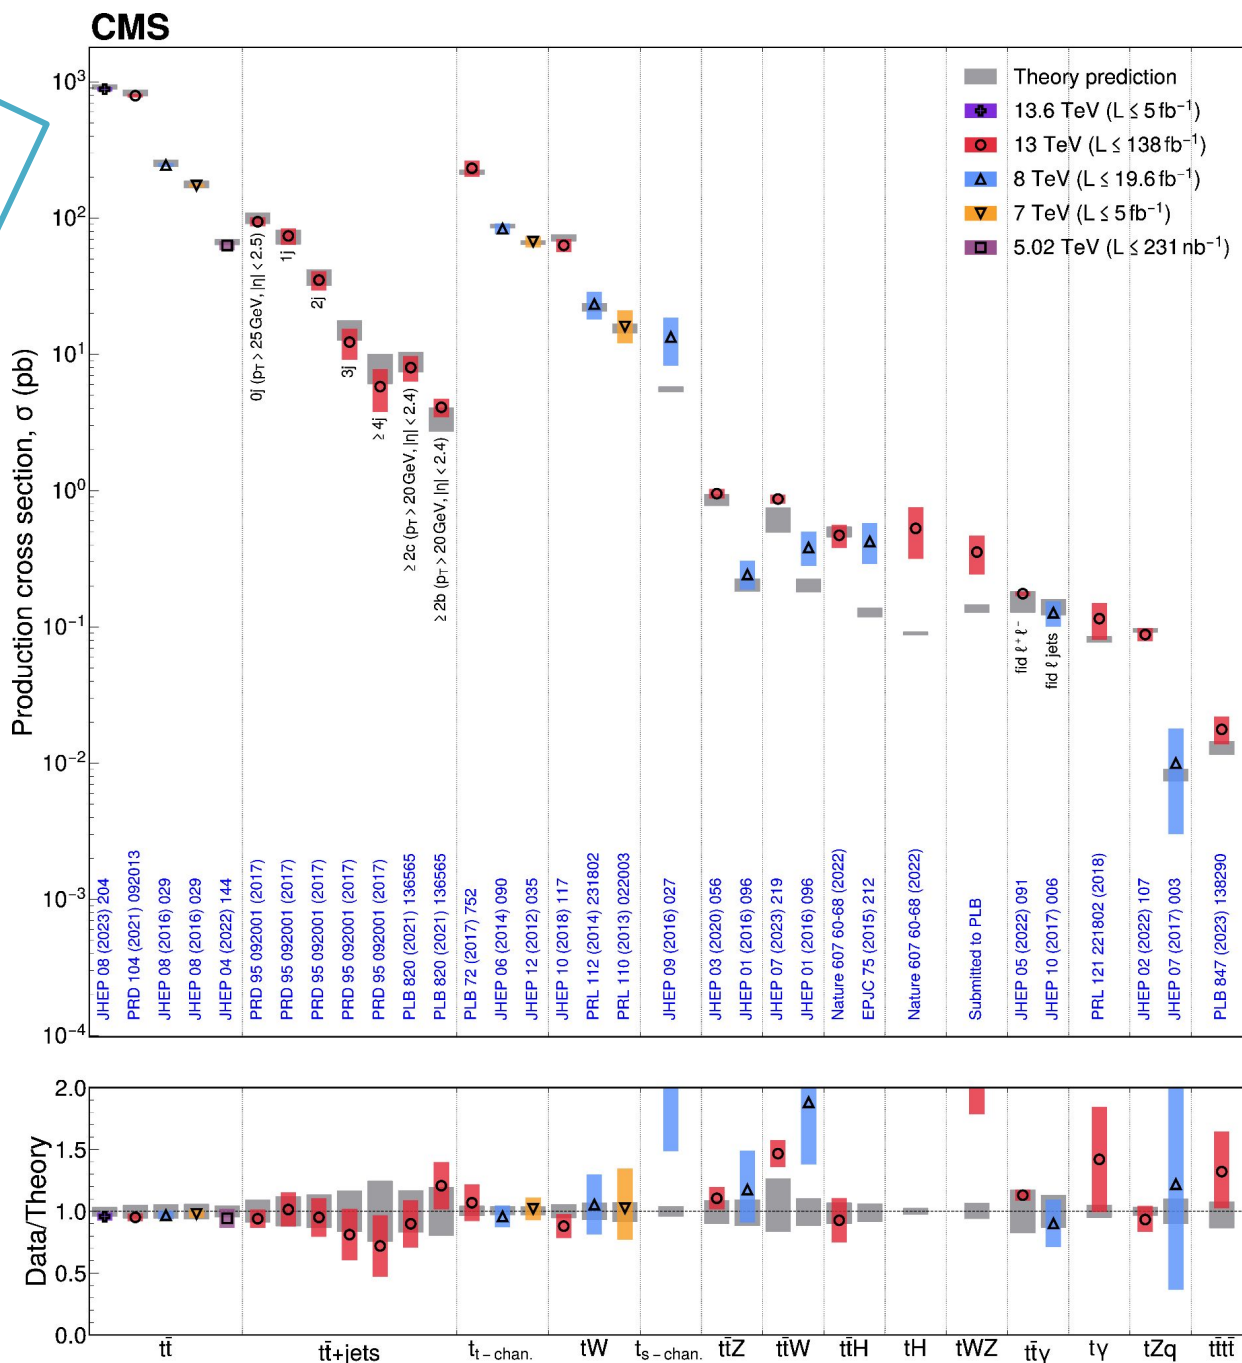 CMS
Production cross section, σ (pb)
10³
10²
10¹
10⁰
10⁻¹
10⁻²
10⁻³
10⁻⁴
Theory prediction
13.6 TeV (L ≤ 5 fb⁻¹)
13 TeV (L ≤ 138 fb⁻¹)
8 TeV (L ≤ 19.6 fb⁻¹)
7 TeV (L ≤ 5 fb⁻¹)
5.02 TeV (L ≤ 231 nb⁻¹)
0j (pT > 25 GeV, |η| < 2.5)
1j
2j
3j
≥ 4j
≥ 2c (pT > 20 GeV, |η| < 2.4)
≥ 2b (pT > 20 GeV, |η| < 2.4)
fid ℓ⁺ℓ⁻
fid ℓ jets
JHEP 08 (2023) 204
PRD 104 (2021) 092013
JHEP 08 (2016) 029
JHEP 08 (2016) 029
JHEP 04 (2022) 144
PRD 95 092001 (2017)
PRD 95 092001 (2017)
PRD 95 092001 (2017)
PRD 95 092001 (2017)
PRD 95 092001 (2017)
PLB 820 (2021) 136565
PLB 820 (2021) 136565
PLB 72 (2017) 752
JHEP 06 (2014) 090
JHEP 12 (2012) 035
JHEP 10 (2018) 117
PRL 112 (2014) 231802
PRL 110 (2013) 022003
JHEP 09 (2016) 027
JHEP 03 (2020) 056
JHEP 01 (2016) 096
JHEP 07 (2023) 219
JHEP 01 (2016) 096
Nature 607 60-68 (2022)
EPJC 75 (2015) 212
Nature 607 60-68 (2022)
Submitted to PLB
JHEP 05 (2022) 091
JHEP 10 (2017) 006
PRL 121 221802 (2018)
JHEP 02 (2022) 107
JHEP 07 (2017) 003
PLB 847 (2023) 138290
Data/Theory
2.0
1.5
1.0
0.5
0.0
tt̄
tt̄+jets
t t−chan.
tW
t s−chan.
tt̄Z
tt̄W
tt̄H
tH
tWZ
tt̄γ
tγ
tZq
tt̄tt̄